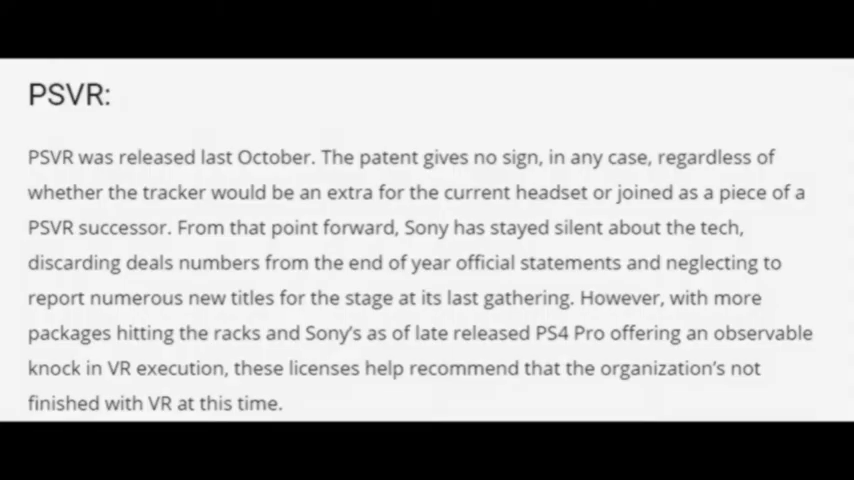 PSVR:
PSVR was released last October. The patent gives no sign, in any case, regardless of
whether the tracker would be an extra for the current headset or joined as a piece of a
PSVR successor. From that point forward, Sony has stayed silent about the tech,
discarding deals numbers from the end of year official statements and neglecting to
report numerous new titles for the stage at its last gathering. However, with more
packages hitting the racks and Sony's as of late released PS4 Pro offering an observable
knock in VR execution, these licenses help recommend that the organization's not
finished with VR at this time.